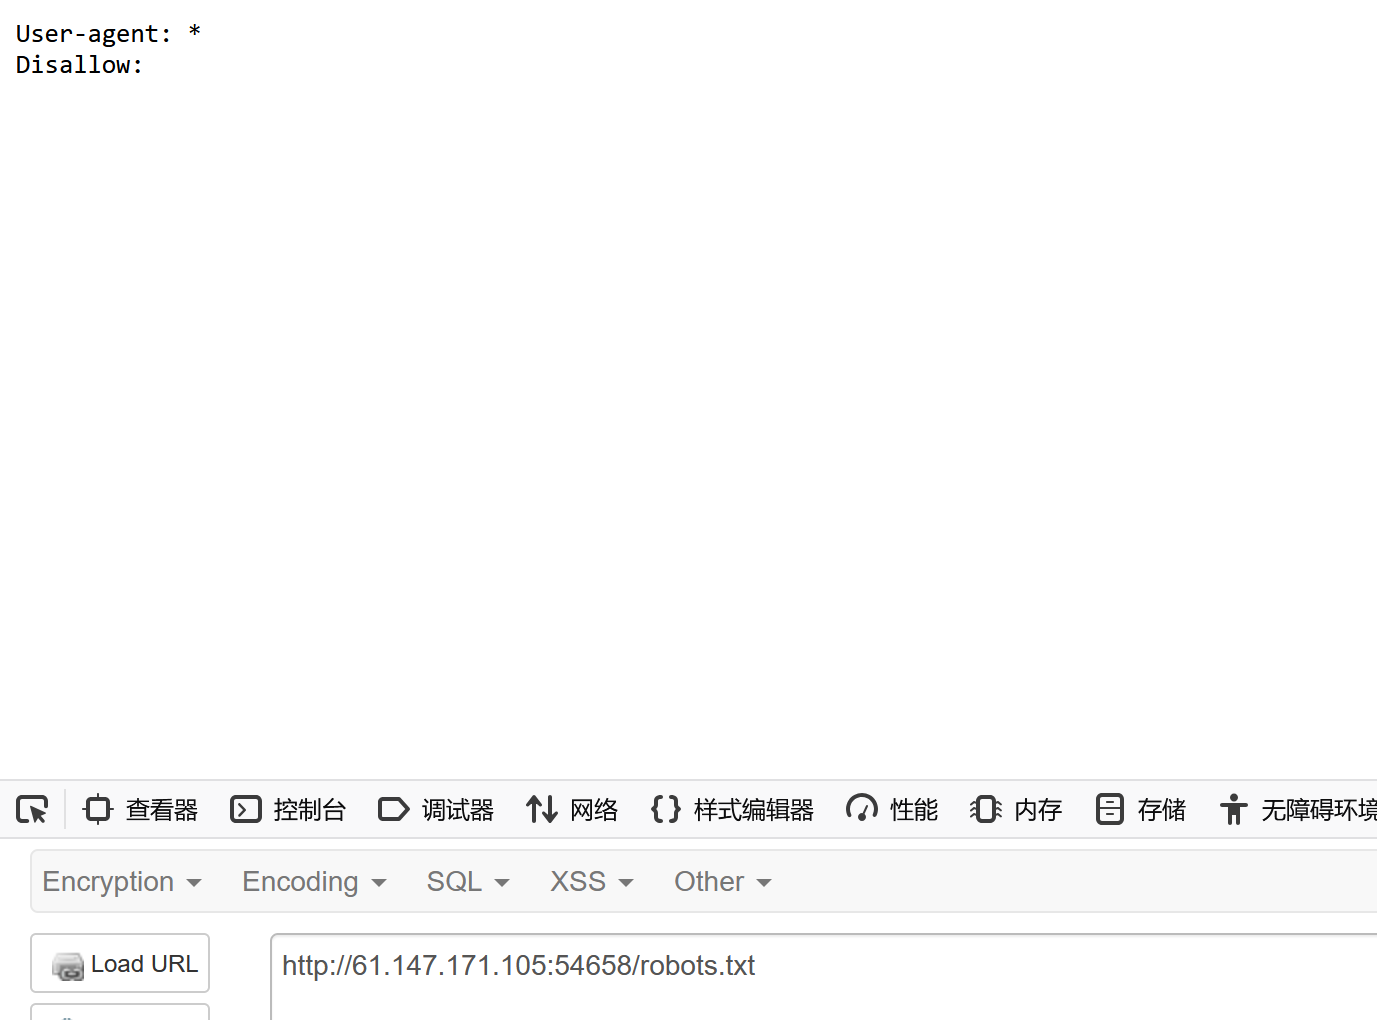 User-agent: *
Disallow:
查看器 控制台 调试器 网络 {} 样式编辑器 性能 内存 存储 无障碍环境
Encryption Encoding SQL XSS Other
Load URL http://61.147.171.105:54658/robots.txt